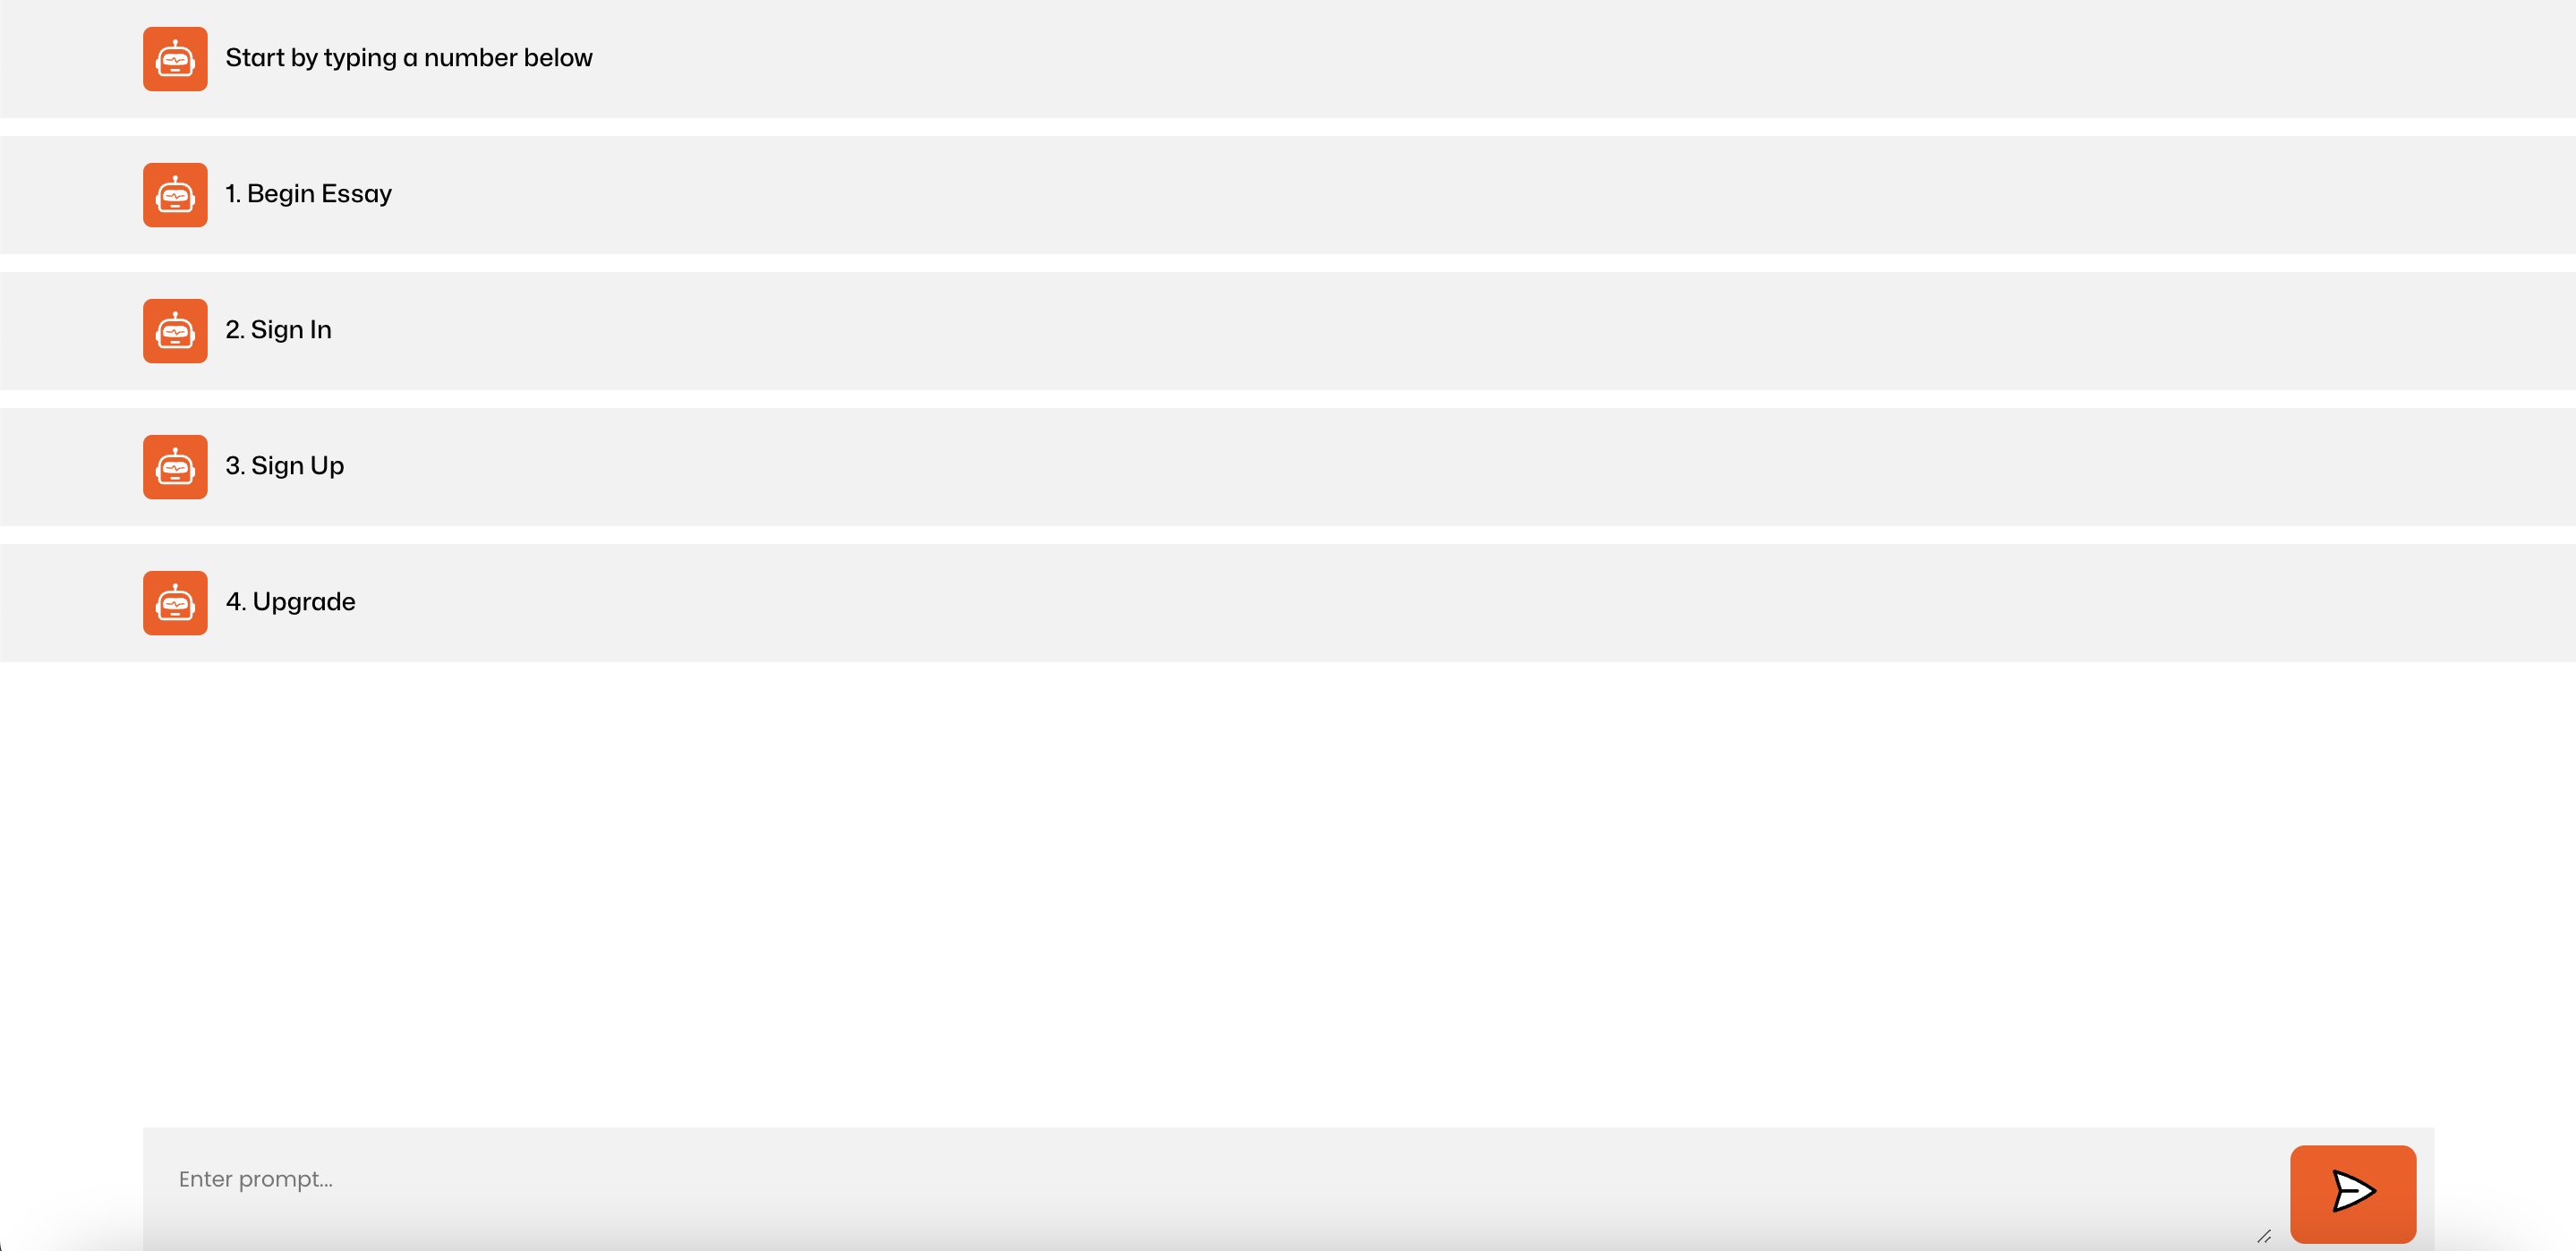 Start by typing a number below
1. Begin Essay
2. Sign In
3. Sign Up
4. Upgrade
Enter prompt...